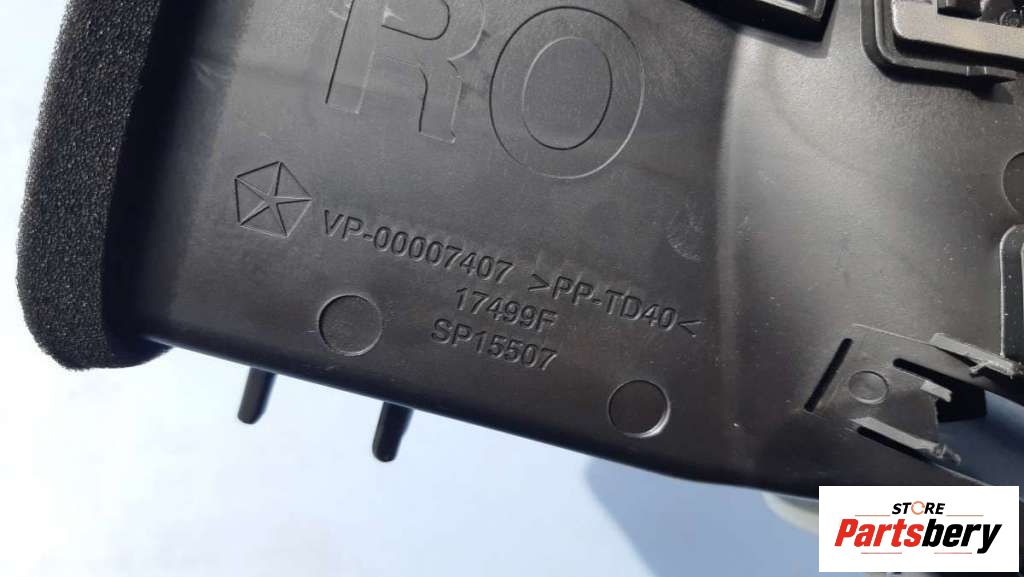 RO
VP-00007407 >PP-TD40<
17499F
SP15507
STORE
Partsbery